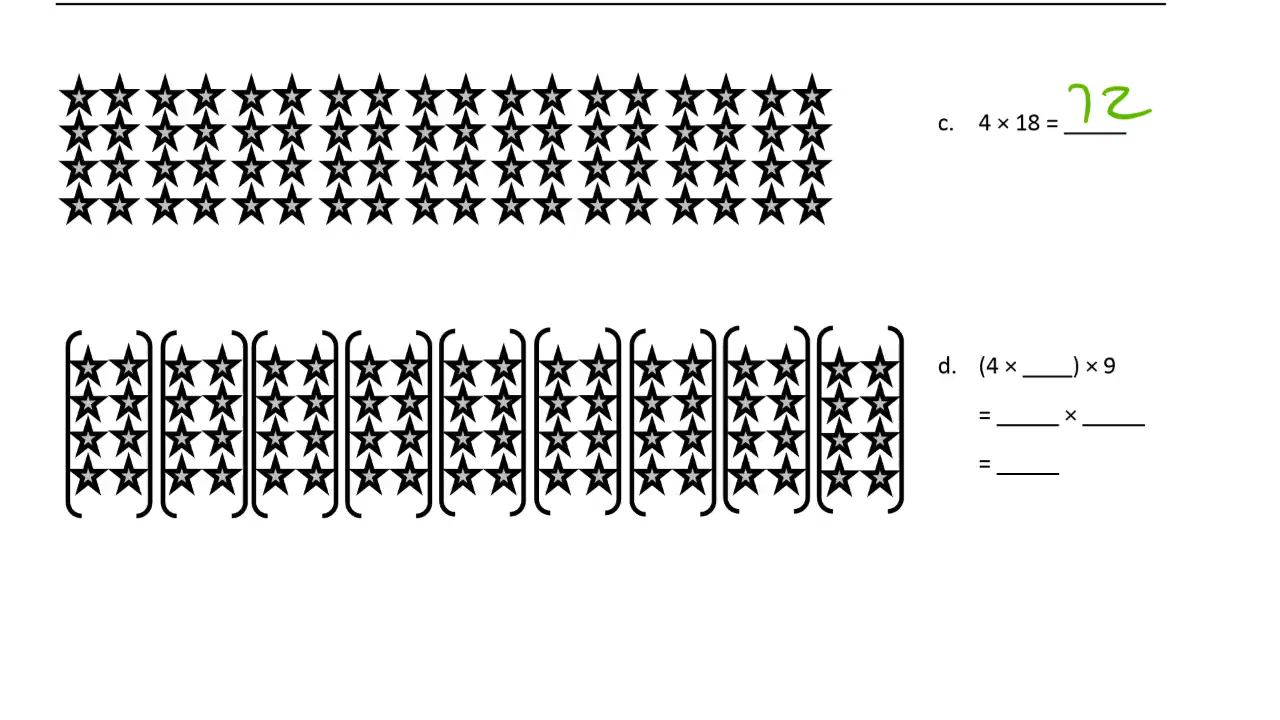 c. 4 × 18 = 72
d. (4 × ____) × 9
= _____ × _____
= _____